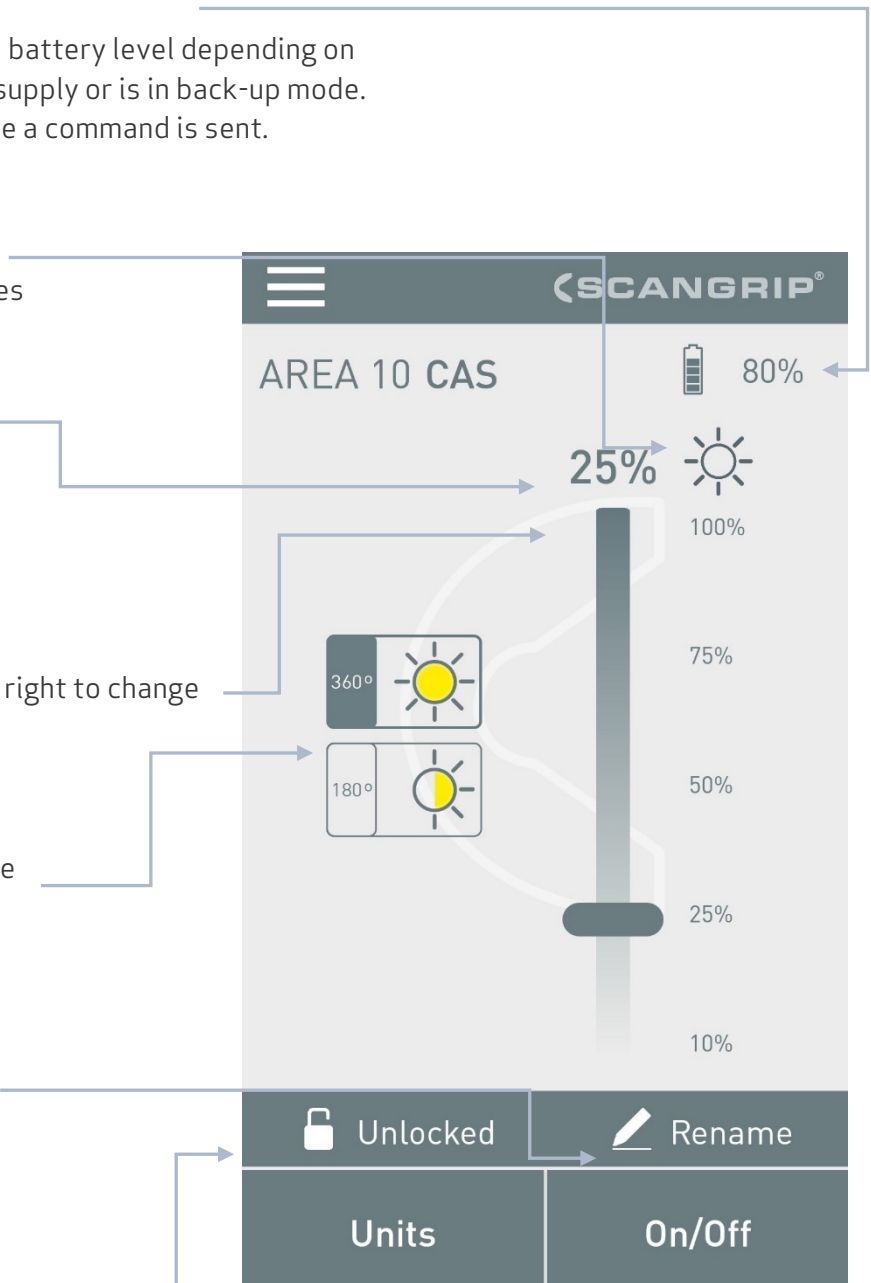 battery level depending on
supply or is in back-up mode.
e a command is sent.
es
SCANGRIP®
AREA 10 CAS
80%
25%
100%
right to change
360°
75%
180°
50%
e
25%
10%
Unlocked
Rename
Units
On/Off